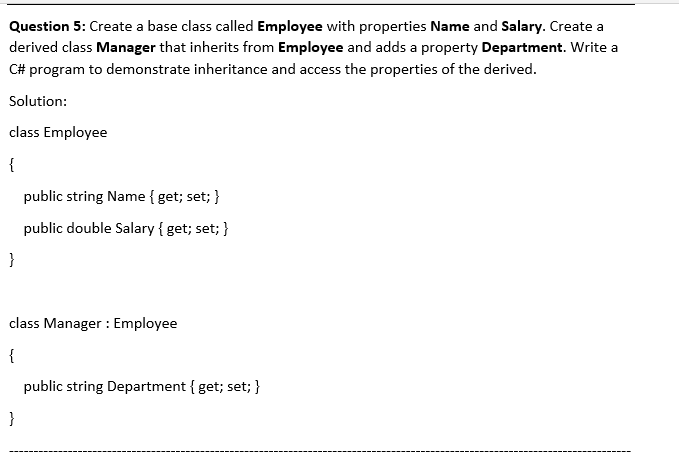 Question 5: Create a base class called Employee with properties Name and Salary. Create a
derived class Manager that inherits from Employee and adds a property Department. Write a
C# program to demonstrate inheritance and access the properties of the derived.
Solution:
class Employee
{
public string Name { get; set; }
public double Salary { get; set; }
}
class Manager : Employee
{
public string Department { get; set; }
}